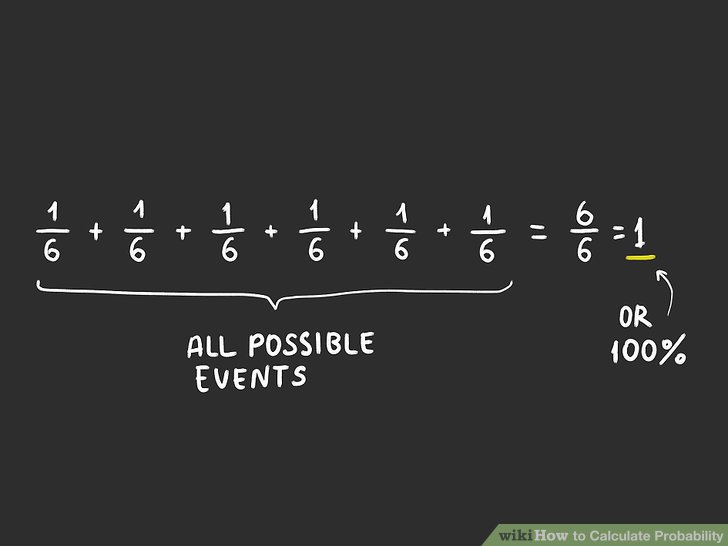 1/6 + 1/6 + 1/6 + 1/6 + 1/6 + 1/6 = 6/6 = 1
ALL POSSIBLE
EVENTS
OR
100%
wikiHow to Calculate Probability